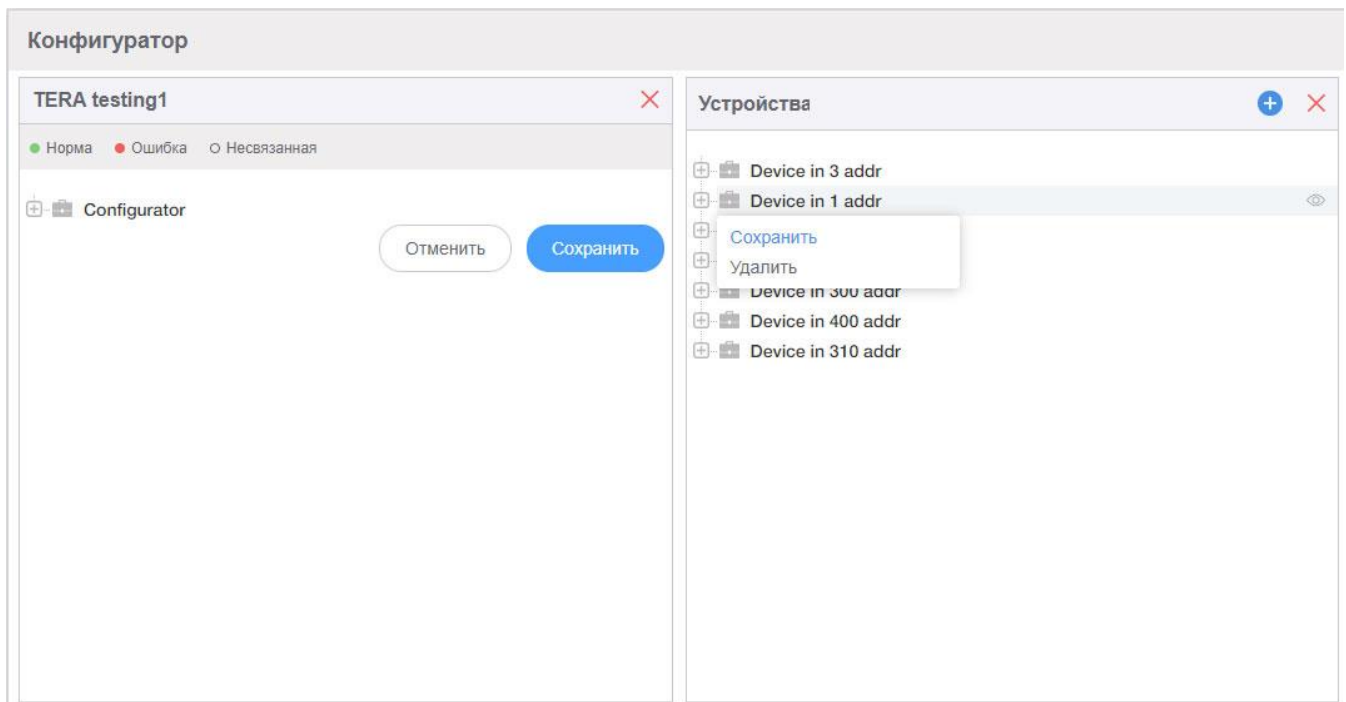 Конфигуратор
TERA testing1
Норма Ошибка Несвязанная
Configurator
Отменить Сохранить
Устройства
Device in 3 addr
Device in 1 addr
Сохранить
Удалить
Device in 300 addr
Device in 400 addr
Device in 310 addr